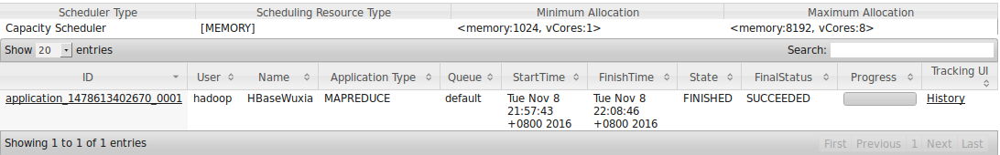 Scheduler Type Scheduling Resource Type Minimum Allocation Maximum Allocation
Capacity Scheduler [MEMORY] <memory:1024, vCores:1> <memory:8192, vCores:8>
Show 20 entries Search:
ID User Name Application Type Queue StartTime FinishTime State FinalStatus Progress Tracking UI
application_1478613402670_0001 hadoop HBaseWuxia MAPREDUCE default Tue Nov 8 Tue Nov 8 FINISHED SUCCEEDED History
21:57:43 22:08:46
+0800 2016 +0800 2016
Showing 1 to 1 of 1 entries First Previous 1 Next Last